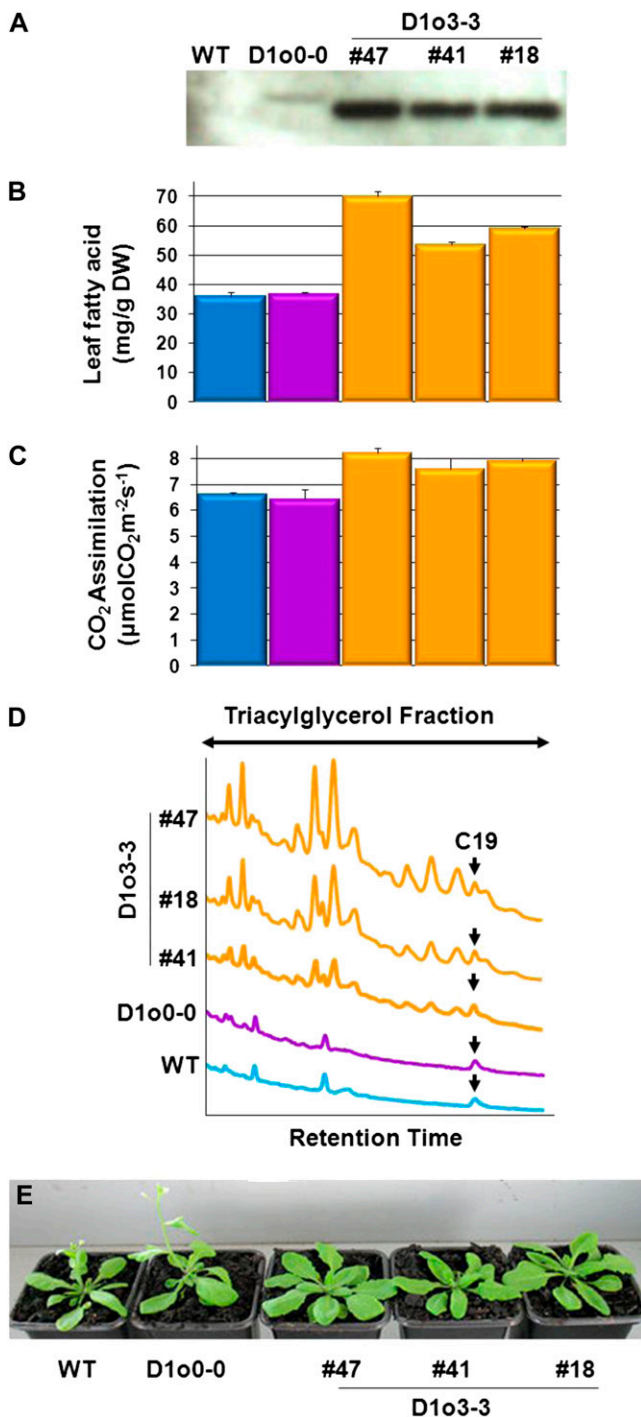 A
D1o3-3
WT D1o0-0 #47 #41 #18
B
Leaf fatty acid
(mg/g DW)
70
60
50
40
30
20
10
0
C
CO₂ Assimilation
(µmolCO₂m⁻²s⁻¹)
8
7
6
5
4
3
2
1
0
D
Triacylglycerol Fraction
D1o3-3
#47
C19
#18
#41
D1o0-0
WT
Retention Time
E
WT D1o0-0 #47 #41 #18
D1o3-3